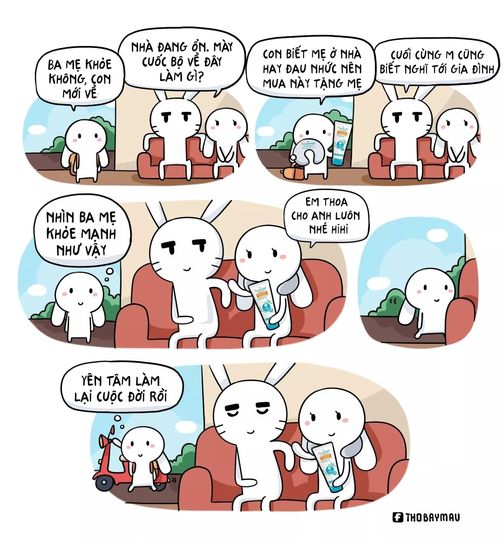 BA MẸ KHỎE
KHÔNG, CON
MỚI VỀ
NHÀ ĐANG ỔN. MÀY
CUỐC BỘ VỀ ĐÂY
LÀM GÌ?
CON BIẾT MẸ Ở NHÀ
HAY ĐAU NHỨC NÊN
MUA NÀY TẶNG MẸ
CUỐI CÙNG M CŨNG
BIẾT NGHĨ TỚI GIA ĐÌNH
NHÌN BA MẸ
KHỎE MẠNH
NHƯ VẬY
EM THOA
CHO ANH LUÔN
NHÉ HIHI
YÊN TÂM LÀM
LẠI CUỘC ĐỜI RỒI
f THOBAYMAU